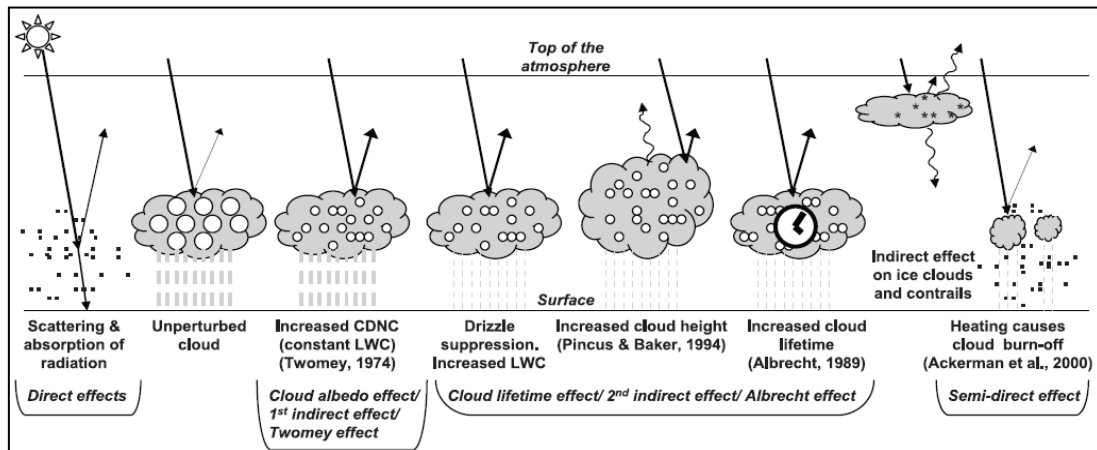 Top of the
atmosphere
Indirect effect
on ice clouds
and contrails
Surface
Scattering &
absorption of
radiation
Unperturbed
cloud
Increased CDNC
(constant LWC)
(Twomey, 1974)
Drizzle
suppression.
Increased LWC
Increased cloud height
(Pincus & Baker, 1994)
Increased cloud
lifetime
(Albrecht, 1989)
Heating causes
cloud burn-off
(Ackerman et al., 2000)
Direct effects
Cloud albedo effect/
1st indirect effect/
Twomey effect
Cloud lifetime effect/ 2nd indirect effect/ Albrecht effect
Semi-direct effect